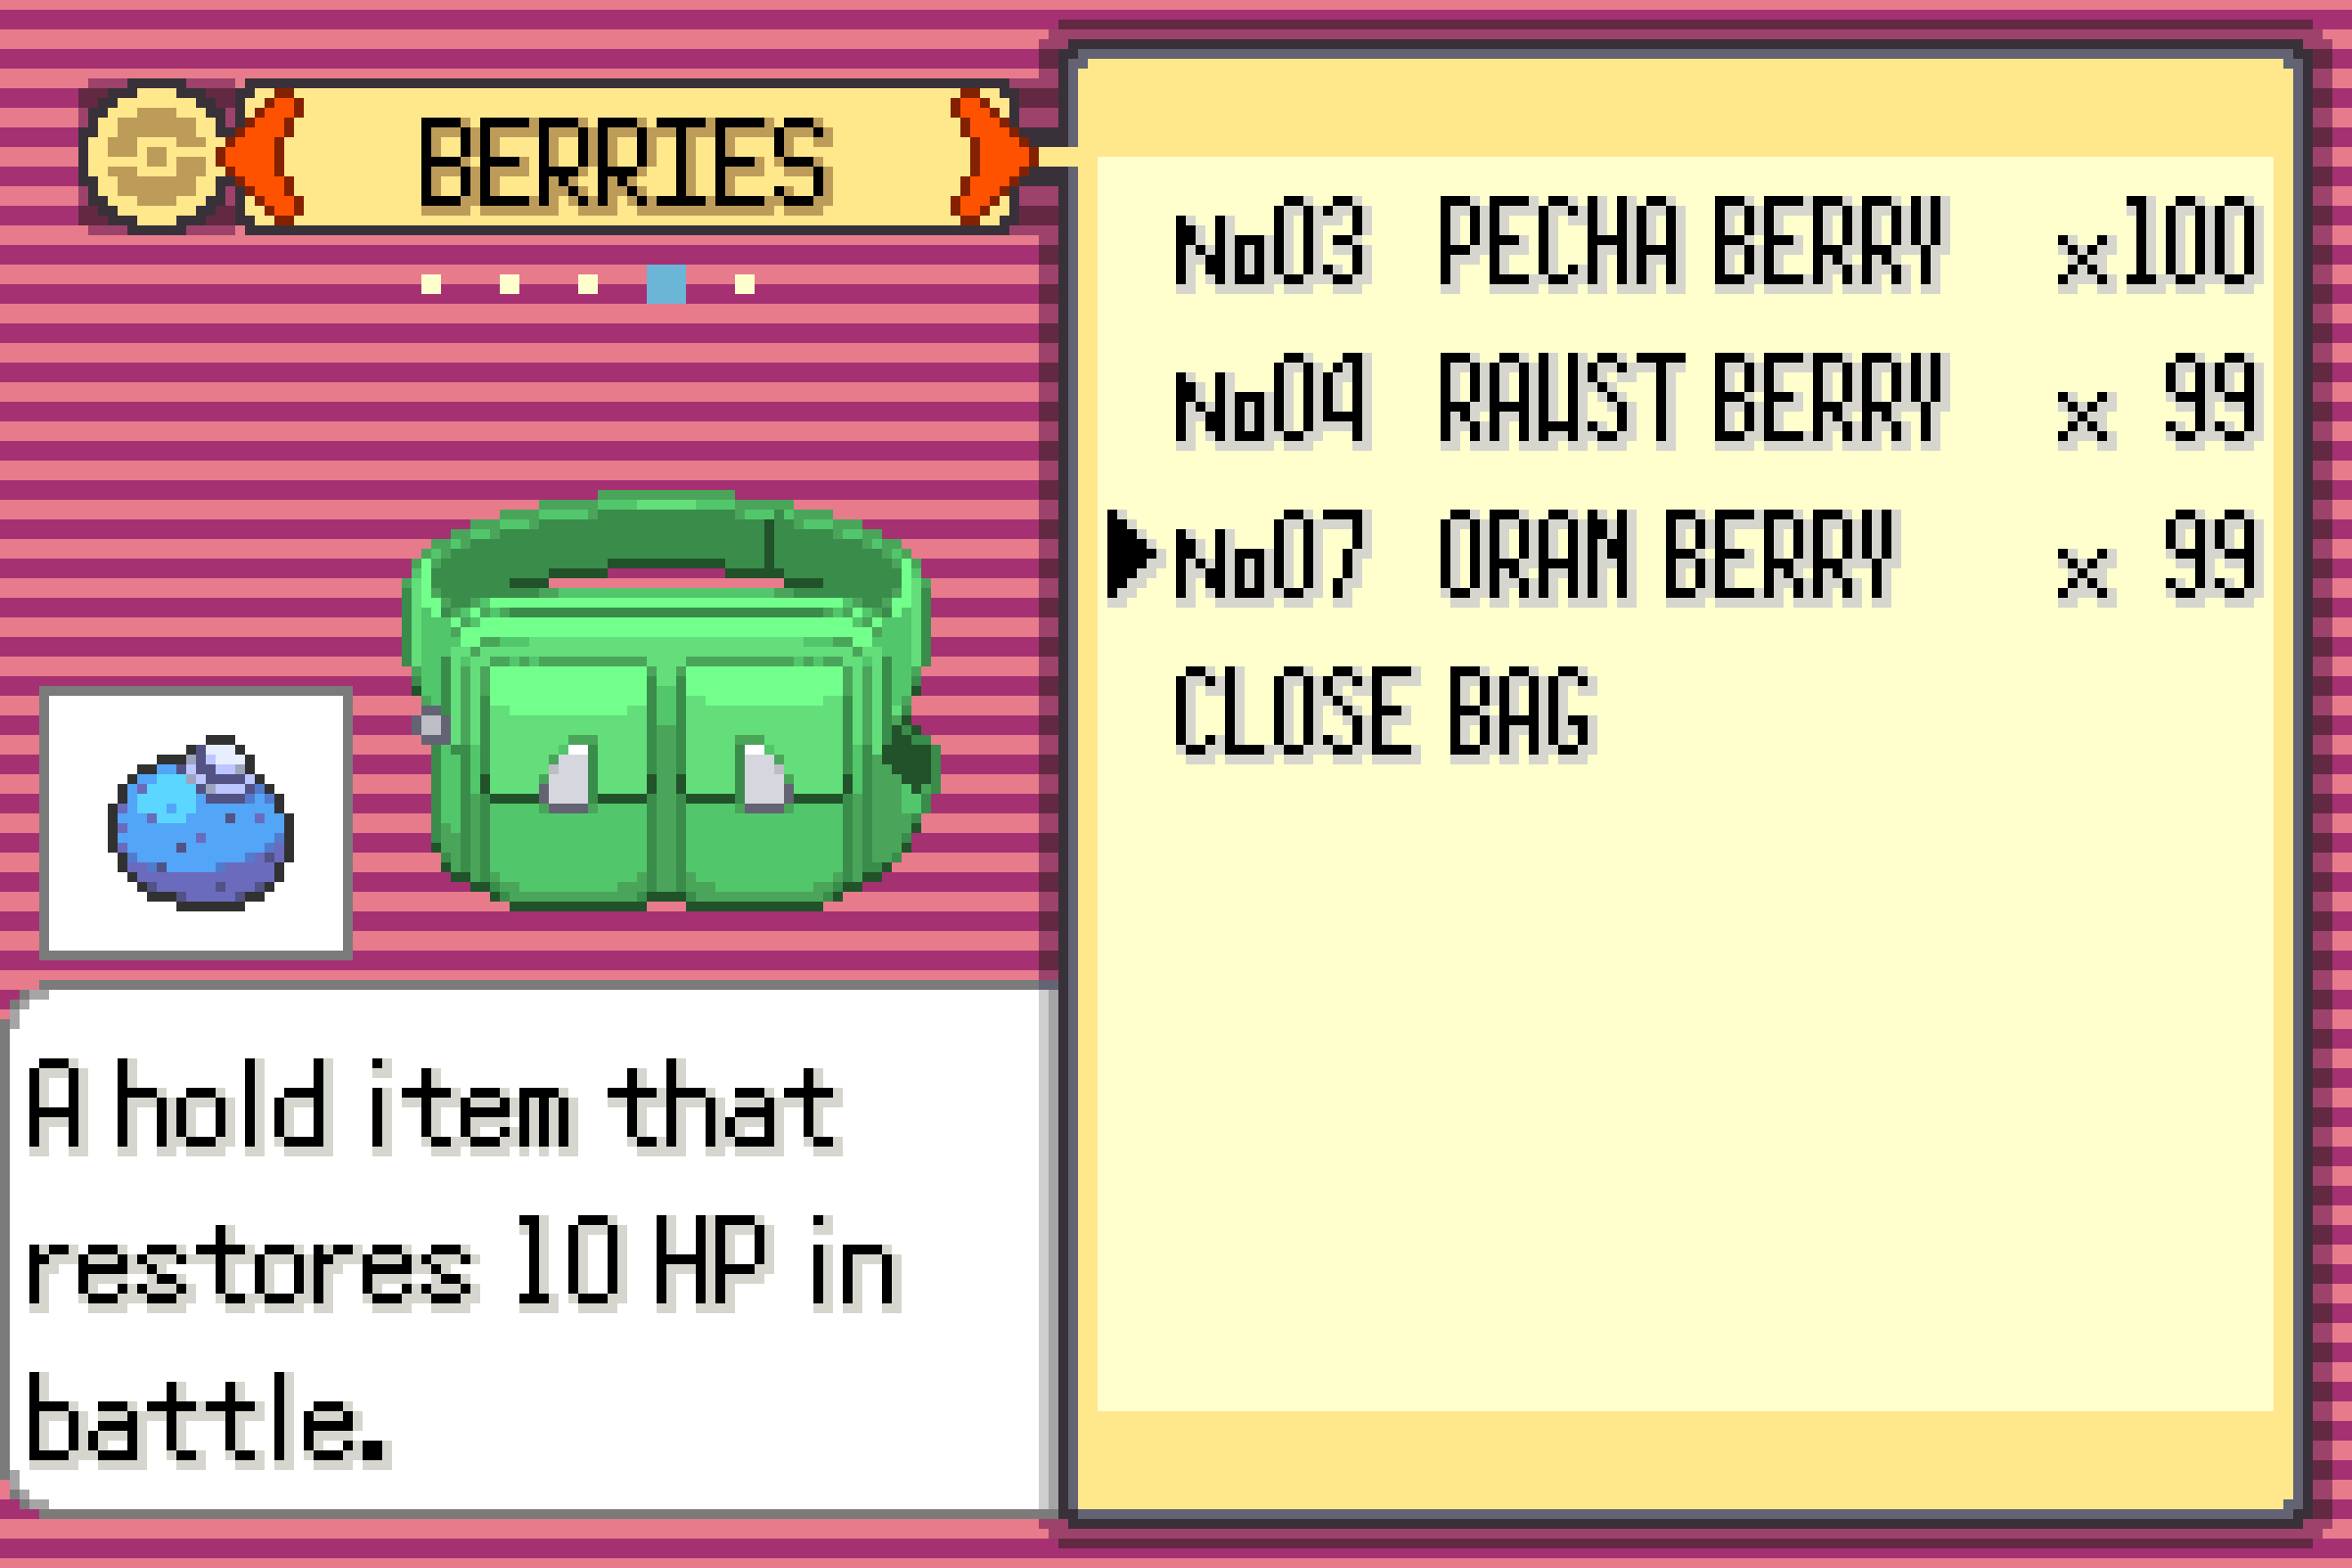 BERRIES
No03 PECHA BERRY x100
No04 RAWST BERRY x 99
▶No07 ORAN BERRY x 99
CLOSE BAG
A hold item that
restores 10 HP in
battle.